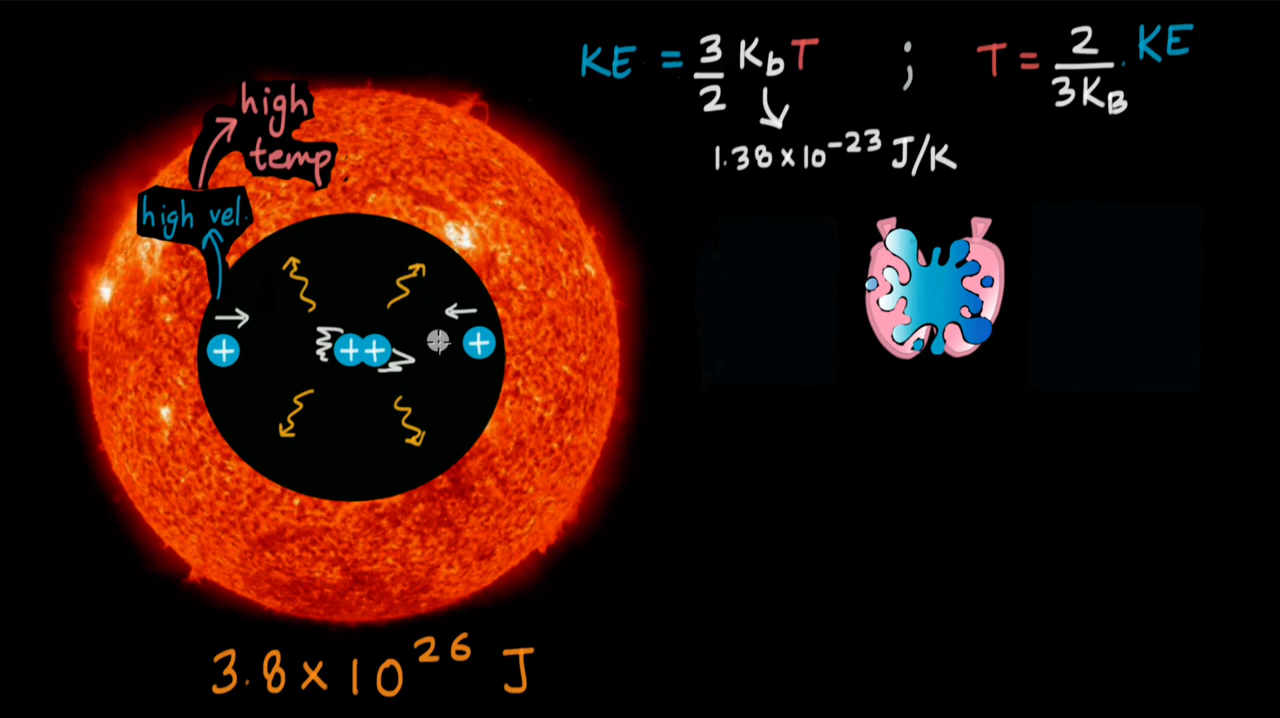 KE = 3/2 K_b T ; T = 2/3K_B . KE
1.38 × 10^-23 J/K
high
temp.
high vel.
+ ++ +
3.8 × 10^26 J